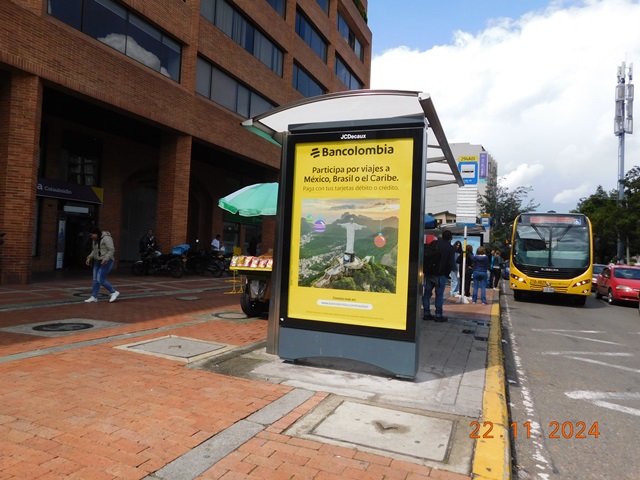 JCDecaux
Bancolombia
Participa por viajes a
México, Brasil o el Caribe.
Paga con tus tarjetas débito o crédito.
22 11 2024